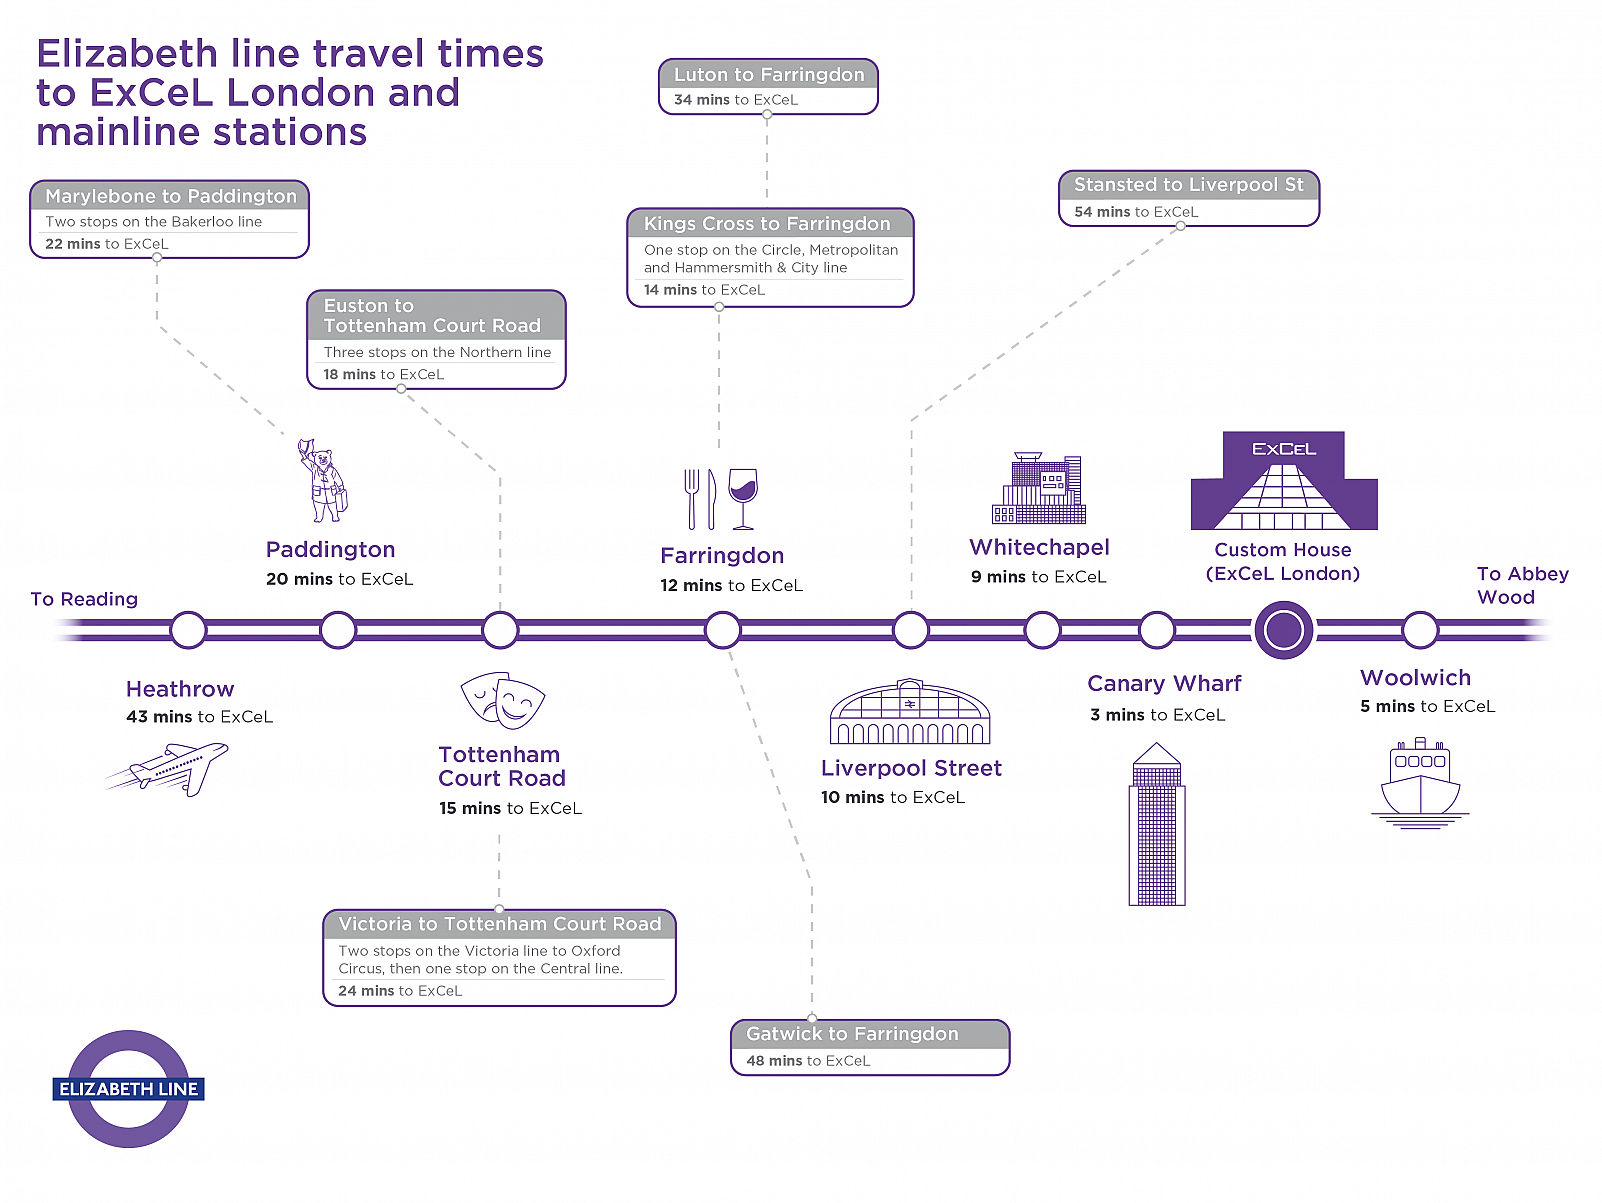 Elizabeth line travel times
to ExCeL London and
mainline stations
Luton to Farringdon
34 mins to ExCeL
Marylebone to Paddington
Two stops on the Bakerloo line
22 mins to ExCeL
Stansted to Liverpool St
54 mins to ExCeL
Kings Cross to Farringdon
One stop on the Circle, Metropolitan
and Hammersmith & City line
14 mins to ExCeL
Euston to
Tottenham Court Road
Three stops on the Northern line
18 mins to ExCeL
EXCEL
Paddington
20 mins to ExCeL
Farringdon
12 mins to ExCeL
Whitechapel
9 mins to ExCeL
Custom House
(ExCeL London)
To Reading
To Abbey
Wood
Heathrow
43 mins to ExCeL
Tottenham
Court Road
15 mins to ExCeL
Liverpool Street
10 mins to ExCeL
Canary Wharf
3 mins to ExCeL
Woolwich
5 mins to ExCeL
Victoria to Tottenham Court Road
Two stops on the Victoria line to Oxford
Circus, then one stop on the Central line.
24 mins to ExCeL
Gatwick to Farringdon
48 mins to ExCeL
ELIZABETH LINE